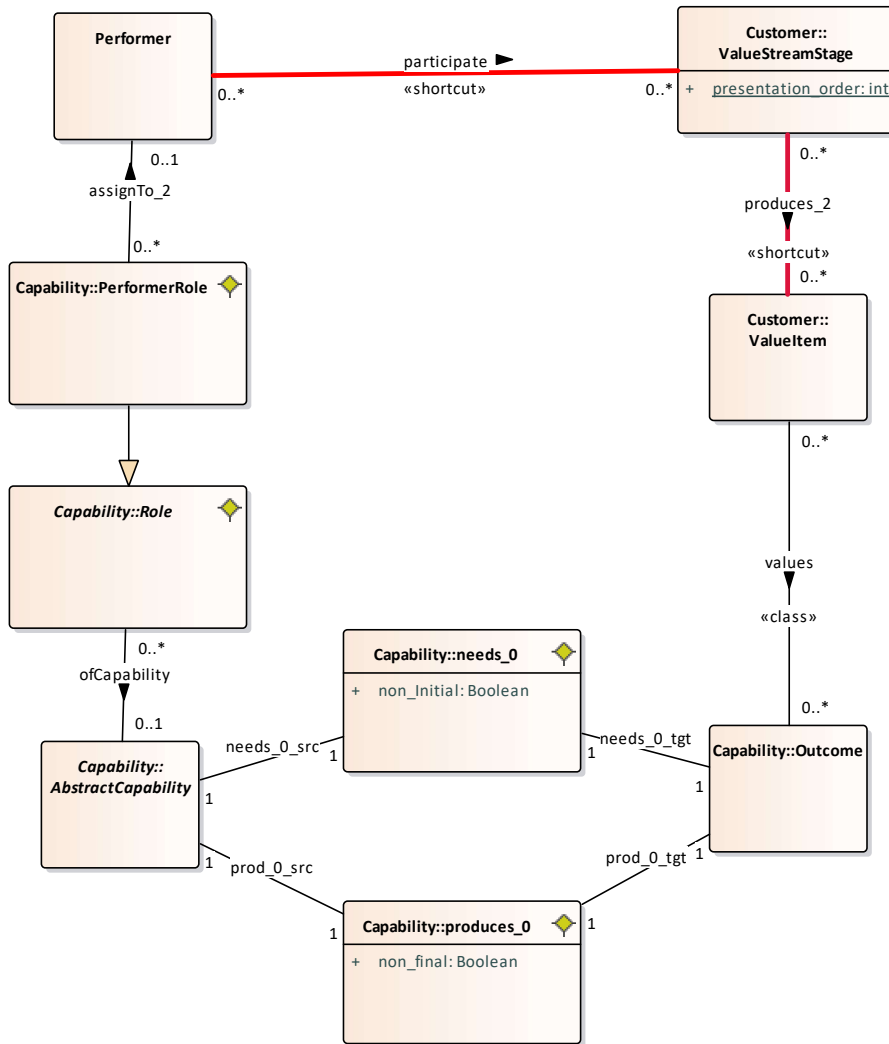 Performer
participate
«shortcut»
0..*
0..*
Customer::
ValueStreamStage
+ presentation_order: int
0..1
assignTo_2
0..*
0..*
produces_2
«shortcut»
0..*
Capability::PerformerRole
Customer::
ValueItem
0..*
Capability::Role
values
«class»
0..*
ofCapability
0..1
Capability::needs_0
+ non_Initial: Boolean
0..*
needs_0_src
1
1
needs_0_tgt
1
1
Capability::
AbstractCapability
Capability::Outcome
1
prod_0_src
1
prod_0_tgt
1
1
Capability::produces_0
+ non_final: Boolean